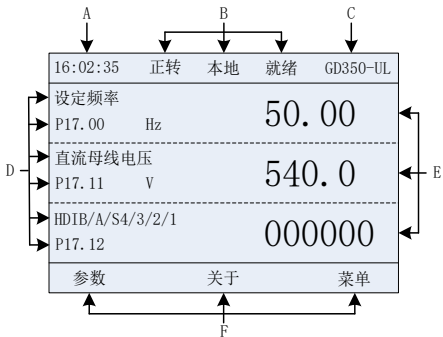 A B C
16:02:35 正转 本地 就绪 GD350-UL
设定频率
P17.00 Hz 50.00
直流母线电压
P17.11 V 540.0
HDIB/A/S4/3/2/1
P17.12 000000
D E
参数 关于 菜单
F